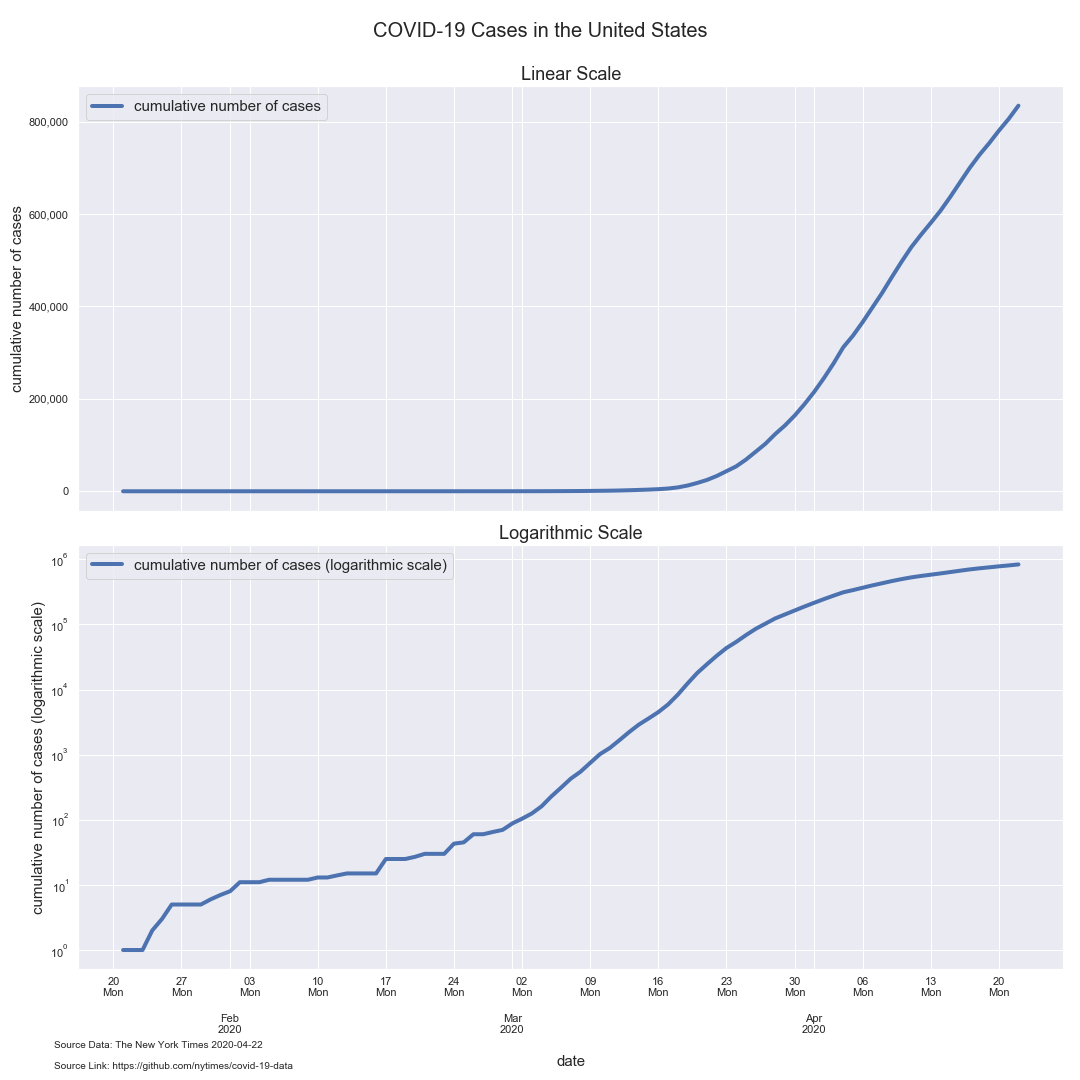 COVID-19 Cases in the United States
Linear Scale
cumulative number of cases
cumulative number of cases
800,000
600,000
400,000
200,000
0
Logarithmic Scale
cumulative number of cases (logarithmic scale)
cumulative number of cases (logarithmic scale)
10⁶
10⁵
10⁴
10³
10²
10¹
10⁰
20 27 03 10 17 24 02 09 16 23 30 06 13 20
Mon Mon Mon Mon Mon Mon Mon Mon Mon Mon Mon Mon Mon Mon
Feb Mar Apr
2020 2020 2020
Source Data: The New York Times 2020-04-22
date
Source Link: https://github.com/nytimes/covid-19-data